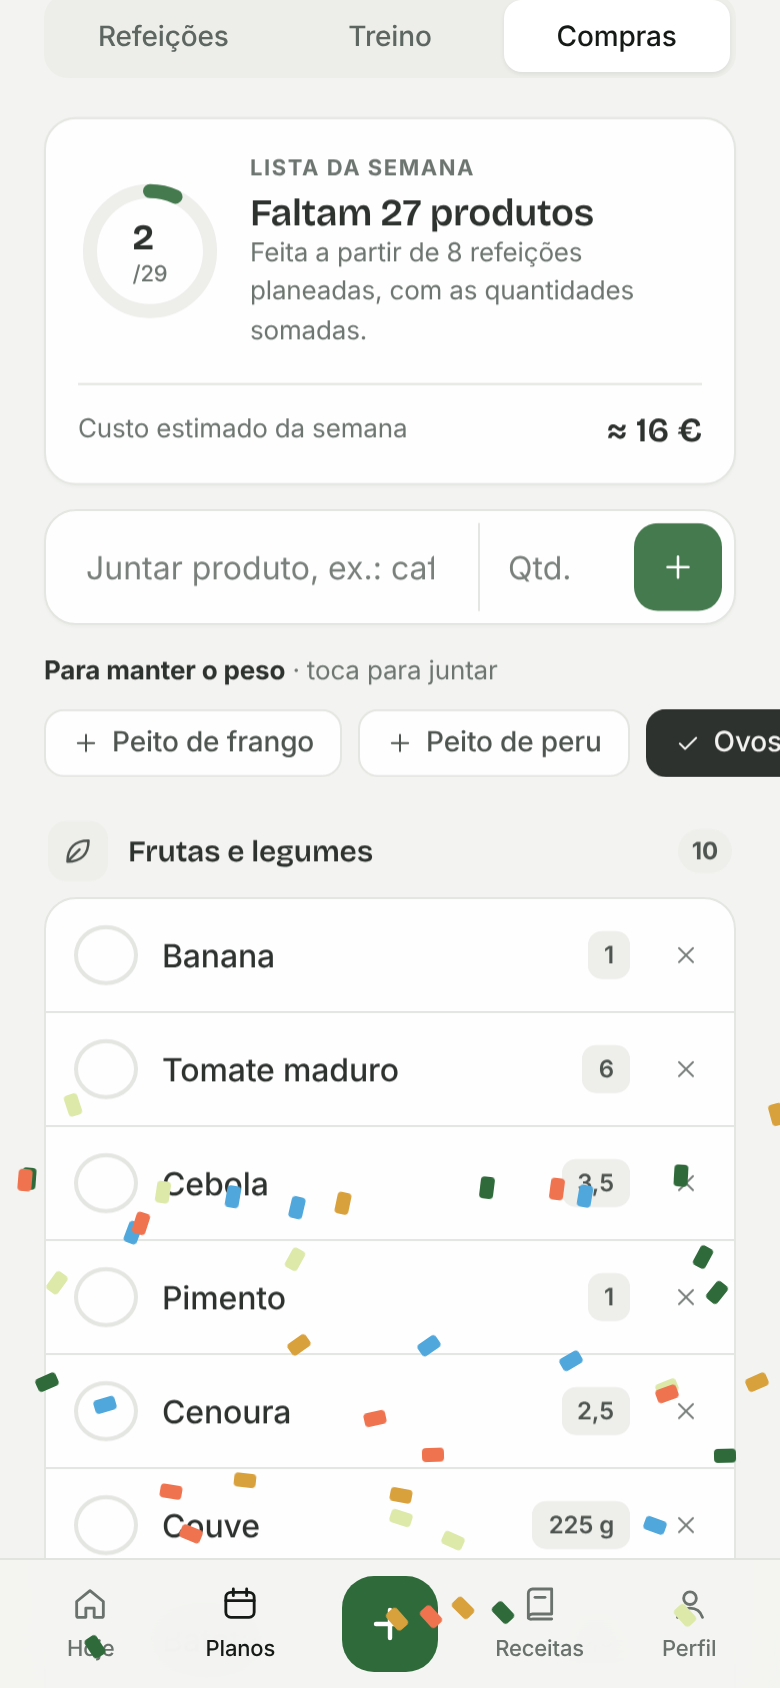 Refeições Treino Compras
LISTA DA SEMANA
Faltam 27 produtos
2
/29
Feita a partir de 8 refeições
planeadas, com as quantidades
somadas.
Custo estimado da semana ≈ 16 €
Juntar produto, ex.: caf Qtd. +
Para manter o peso · toca para juntar
+ Peito de frango + Peito de peru ✓ Ovos
Frutas e legumes 10
Banana 1 ×
Tomate maduro 6 ×
Cebola 3,5 ×
Pimento 1 ×
Cenoura 2,5 ×
Couve 225 g ×
Hoje Planos + Receitas Perfil